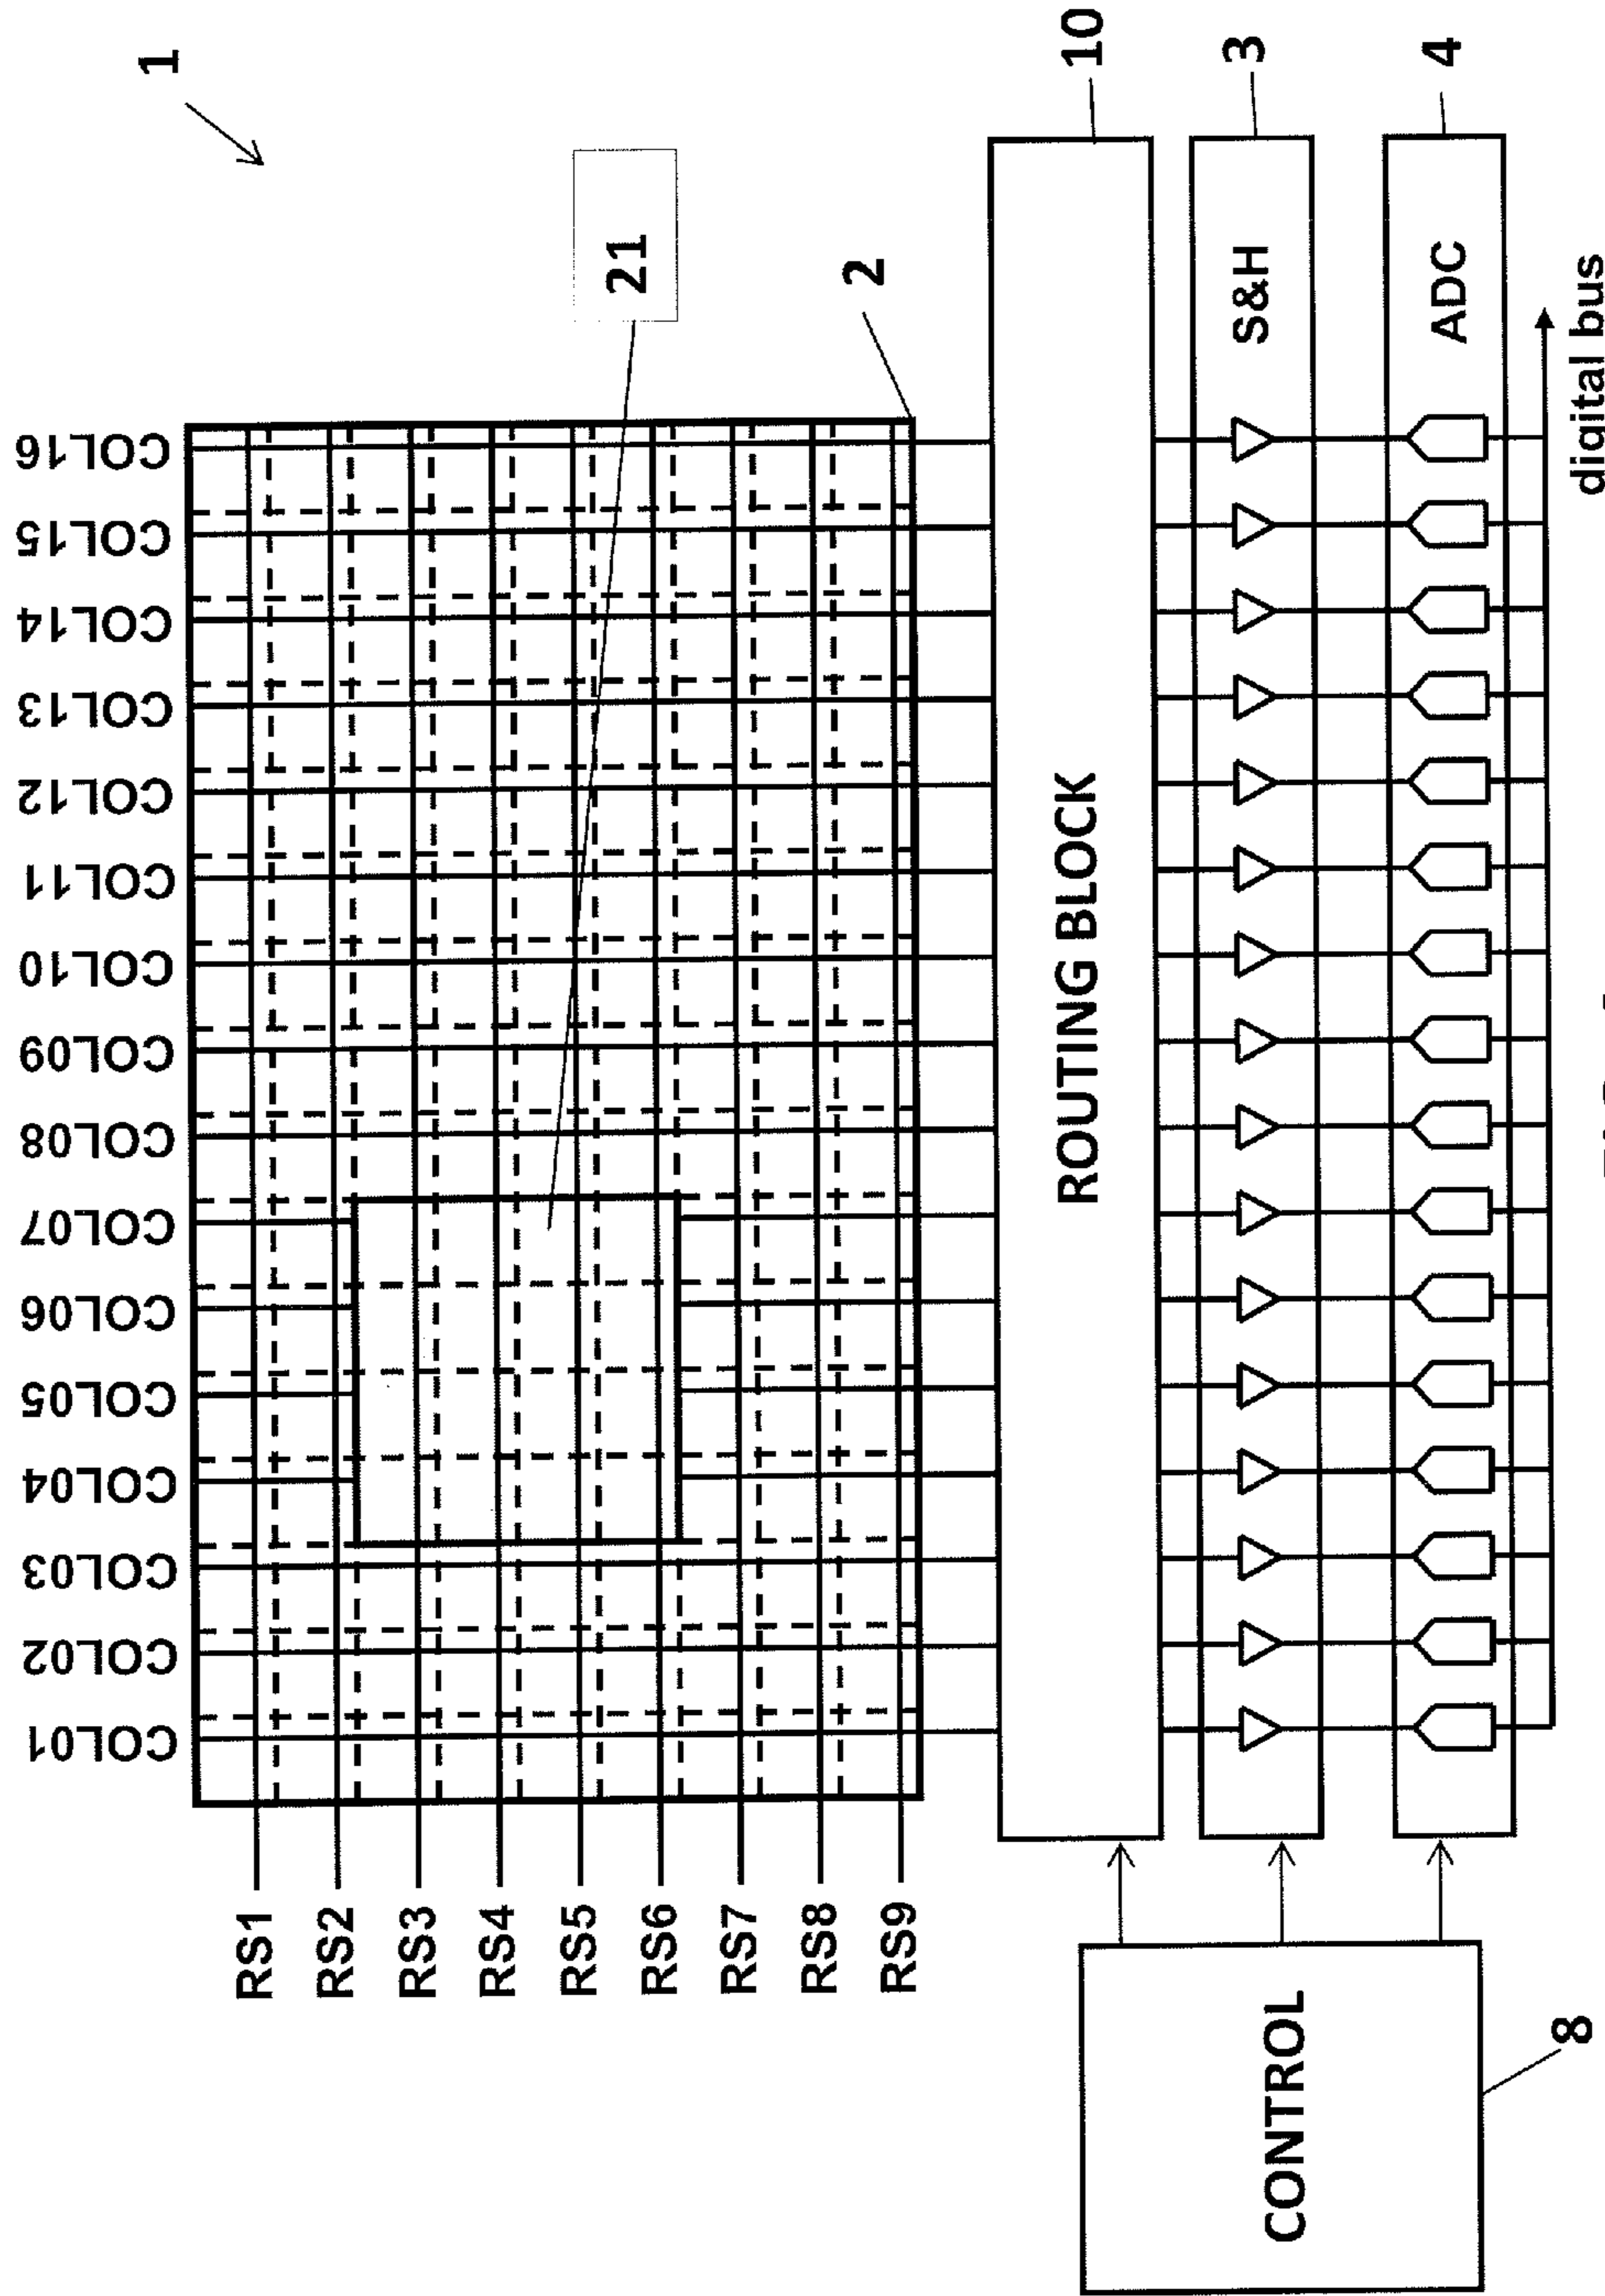 1
COL01
COL02
COL03
COL04
COL05
COL06
COL07
COL08
COL09
COL10
COL11
COL12
COL13
COL14
COL15
COL16
RS1
RS2
RS3
RS4
RS5
RS6
RS7
RS8
RS9
21
2
ROUTING BLOCK
10
S&H
3
ADC
4
digital bus
CONTROL
8